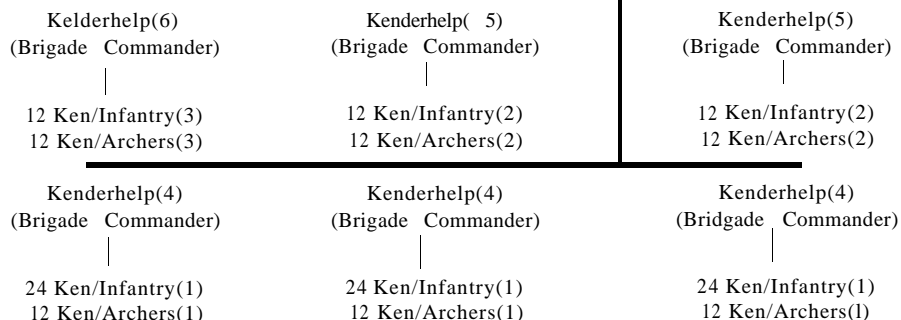 Kelderhelp(6)
(Brigade Commander)
12 Ken/Infantry(3)
12 Ken/Archers(3)
Kenderhelp( 5)
(Brigade Commander)
12 Ken/Infantry(2)
12 Ken/Archers(2)
Kenderhelp(5)
(Brigade Commander)
12 Ken/Infantry(2)
12 Ken/Archers(2)
Kenderhelp(4)
(Brigade Commander)
24 Ken/Infantry(1)
12 Ken/Archers(1)
Kenderhelp(4)
(Brigade Commander)
24 Ken/Infantry(1)
12 Ken/Archers(1)
Kenderhelp(4)
(Bridgade Commander)
24 Ken/Infantry(1)
12 Ken/Archers(l)